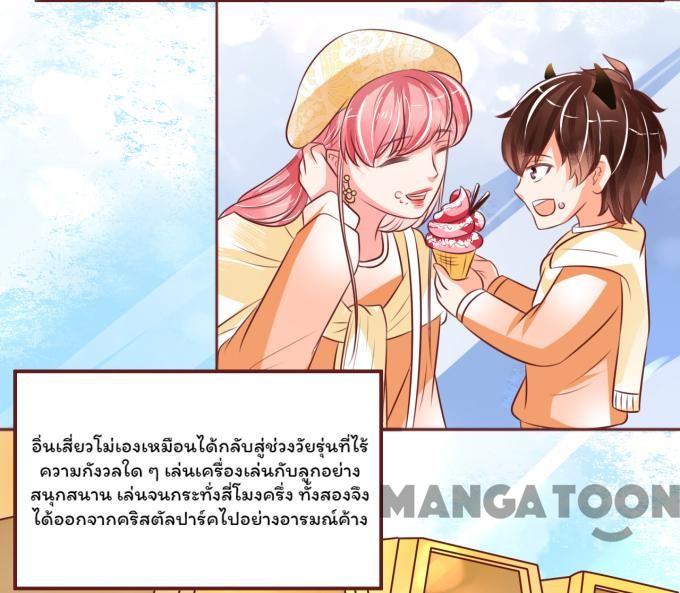 อิ่นเสี่ยวโม่เองเหมือนได้กลับสู่ช่วงวัยรุ่นที่ไร้
ความกังวลใด ๆ เล่นเครื่องเล่นกับลูกอย่าง
สนุกสนาน เล่นจนกระทั่งสี่โมงครึ่ง ทั้งสองจึง
ได้ออกจากคริสตัลปาร์คไปอย่างอารมณ์ค้าง
MANGA TOON